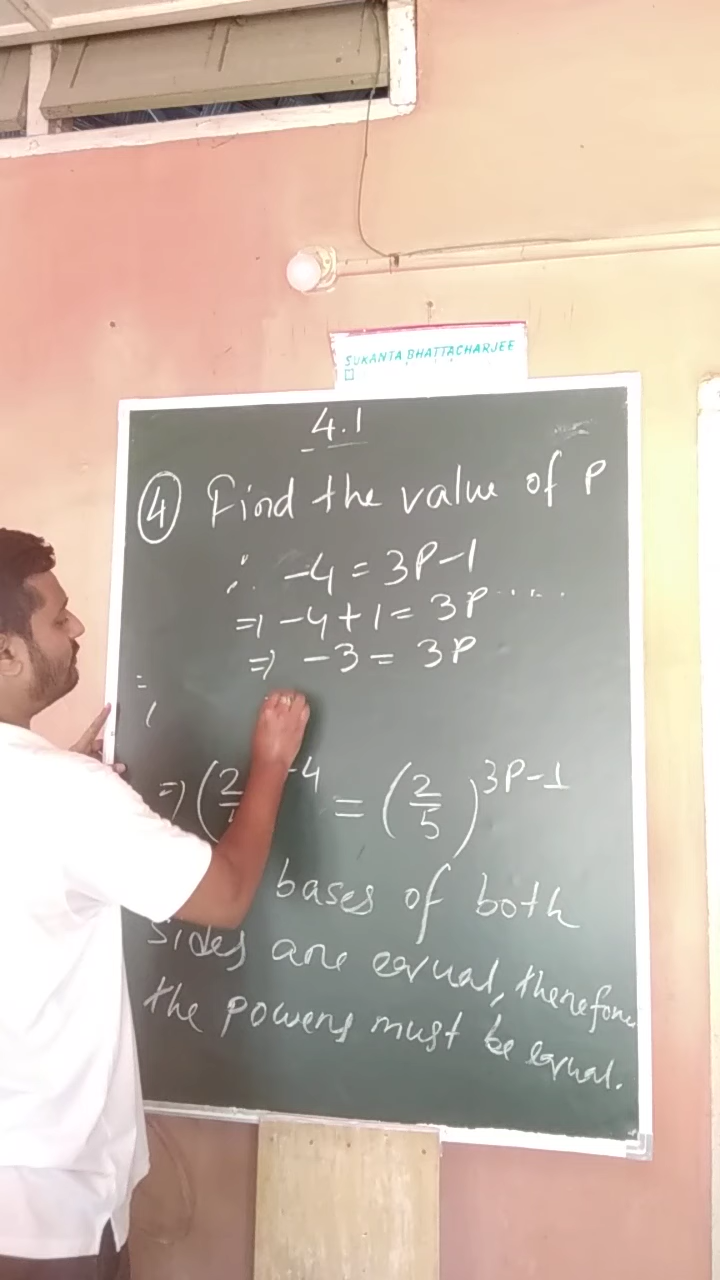 SUKANTA BHATTACHARJEE
4.1
④ Find the value of P
∴ -4 = 3P-1
⇒ -4+1 = 3P .....
⇒ -3 = 3P
⇒ (2/ -4 = (2/5)^{3P-1}
bases of both
sides are equal, therefore
the powers must be equal.